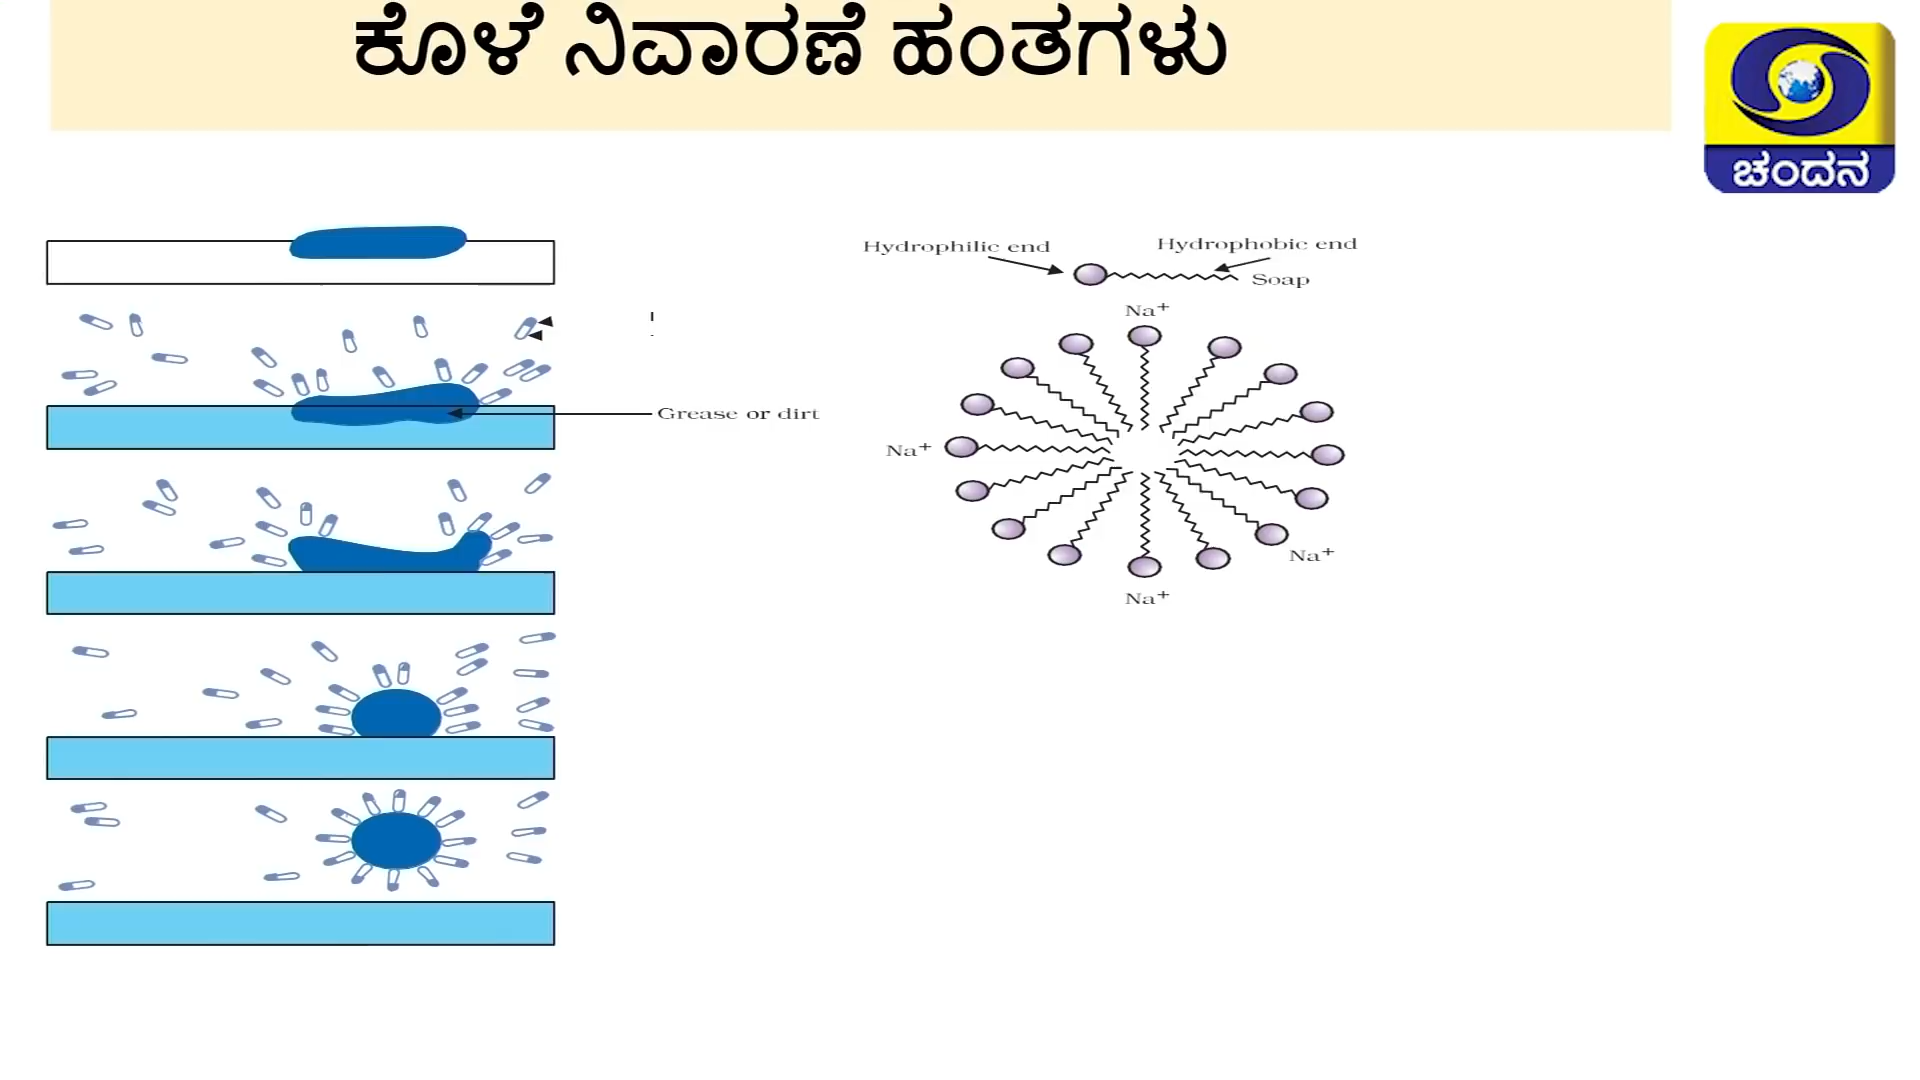 ಕೊಳೆ ನಿವಾರಣೆ ಹಂತಗಳು
ಚಂದನ
Hydrophilic end
Hydrophobic end
Soap
Na⁺
Grease or dirt
Na⁺
Na⁺
Na⁺